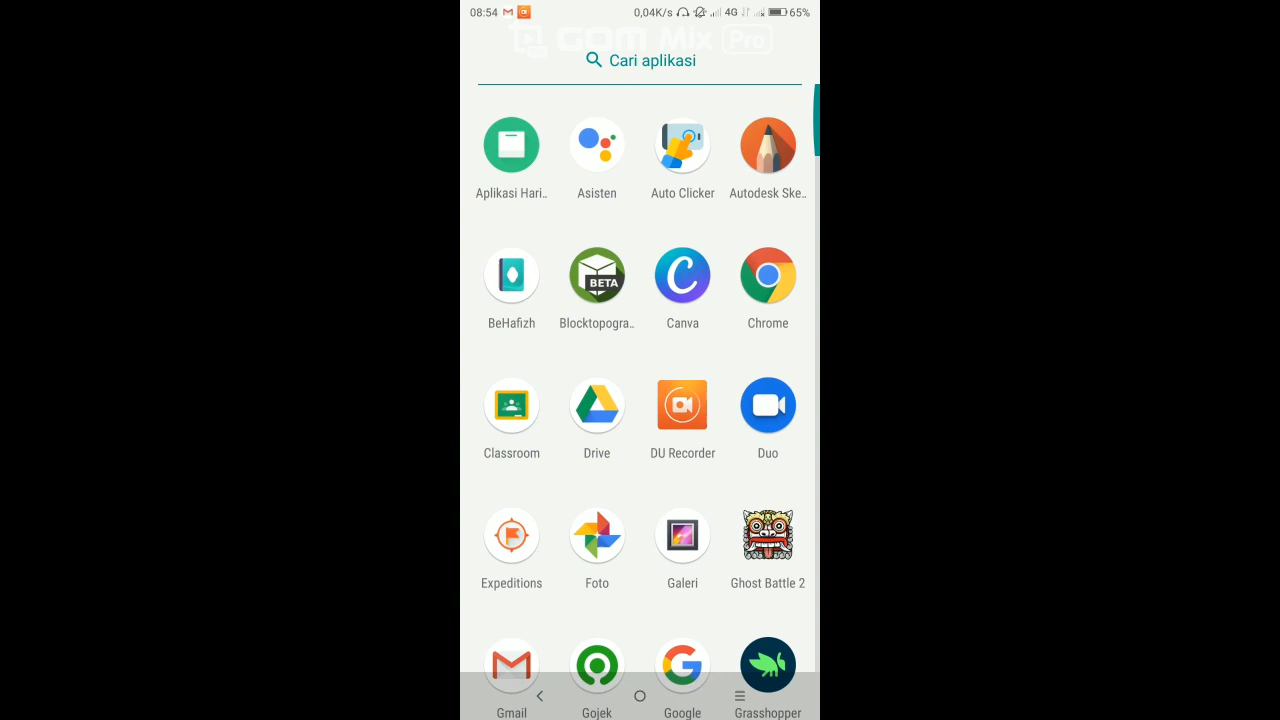 08:54 0,04K/s 4G 65%
GOM Mix Pro
Cari aplikasi
Aplikasi Hari.. Asisten Auto Clicker Autodesk Ske..
BETA
BeHafizh Blocktopogra.. Canva Chrome
Classroom Drive DU Recorder Duo
Expeditions Foto Galeri Ghost Battle 2
Gmail Gojek Google Grasshopper